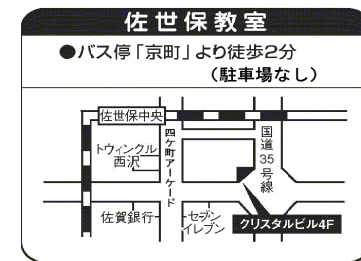 佐世保教室
●バス停「京町」より徒歩2分
（駐車場なし）
佐世保中央
トウィンクル
西沢
四ケ町アーケード
国道35号線
佐賀銀行
セブン
イレブン
クリスタルビル4F